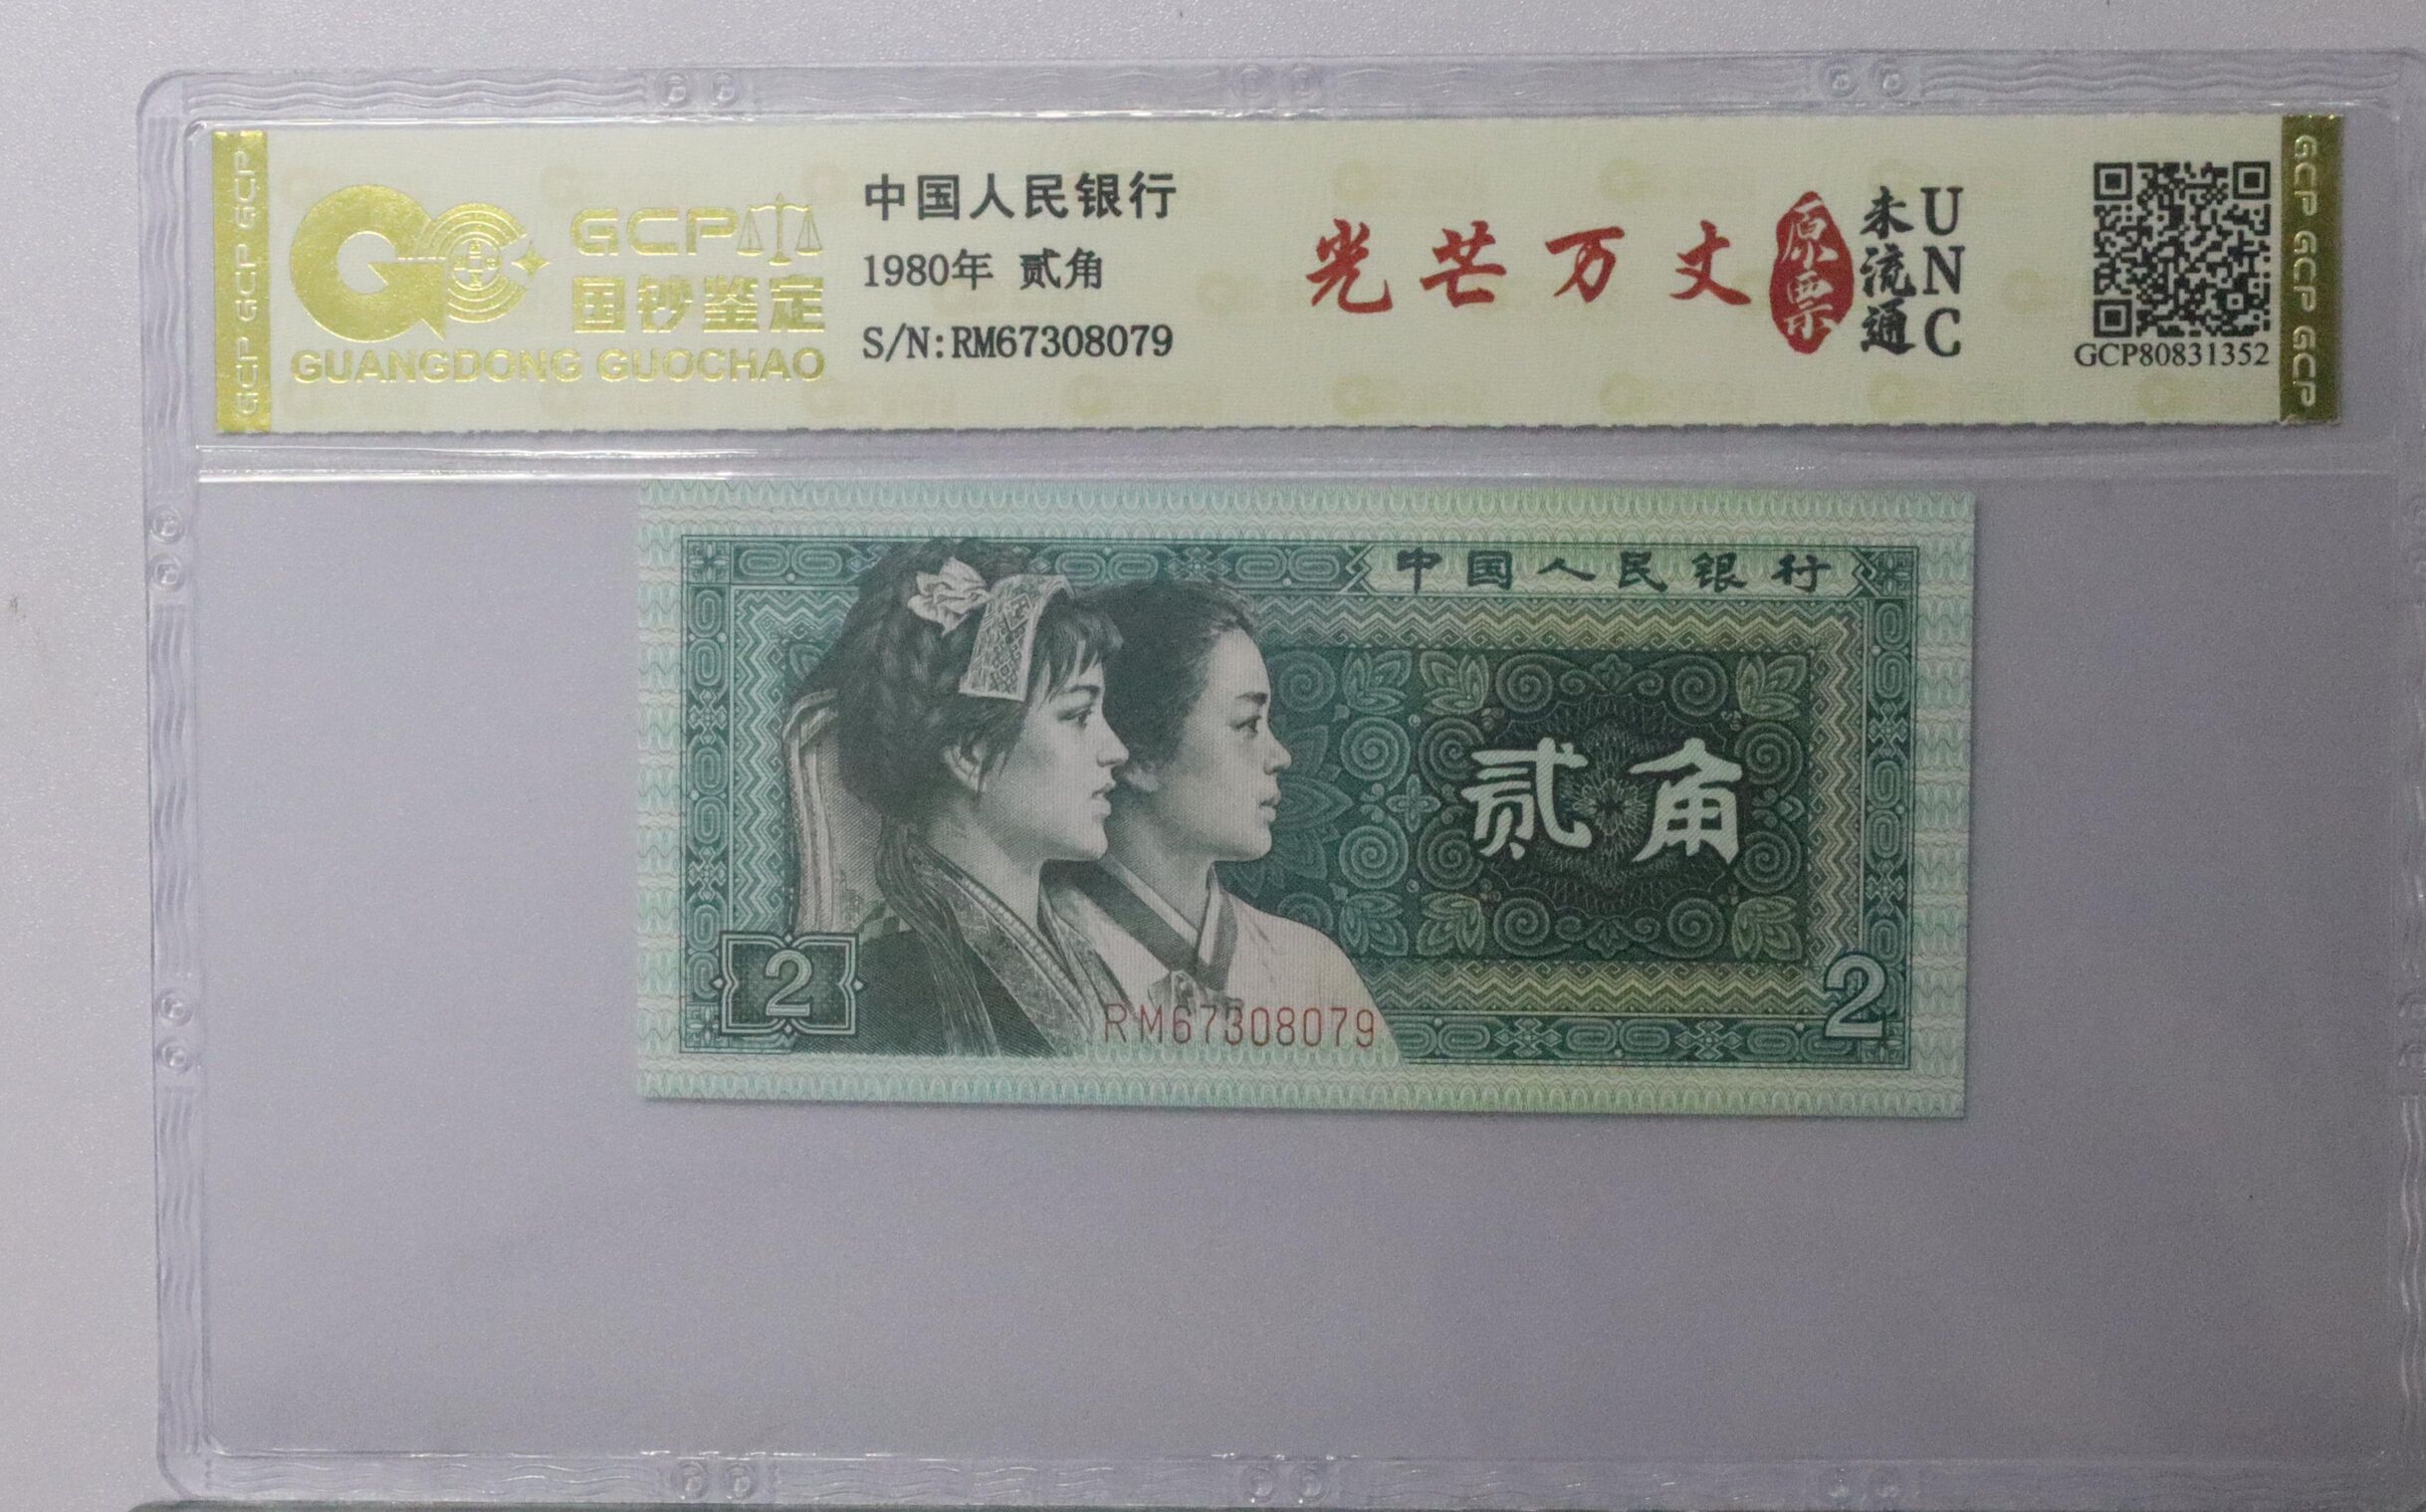 GCP GCP GCP
GCP
国钞鉴定
GUANGDONG GUOCHAO
中国人民银行
1980年 贰角
S/N:RM67308079
光芒万丈
原票
未流通
UNC
GCP80831352
GCP GCP GCP
中国人民银行
贰角
2
RM67308079
2